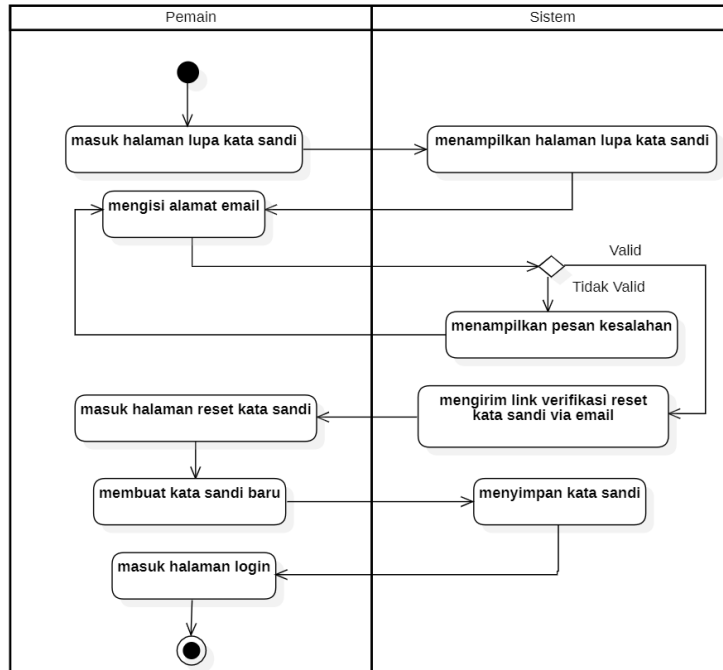 Pemain
Sistem
masuk halaman lupa kata sandi
menampilkan halaman lupa kata sandi
mengisi alamat email
Valid
Tidak Valid
menampilkan pesan kesalahan
mengirim link verifikasi reset
kata sandi via email
masuk halaman reset kata sandi
membuat kata sandi baru
menyimpan kata sandi
masuk halaman login